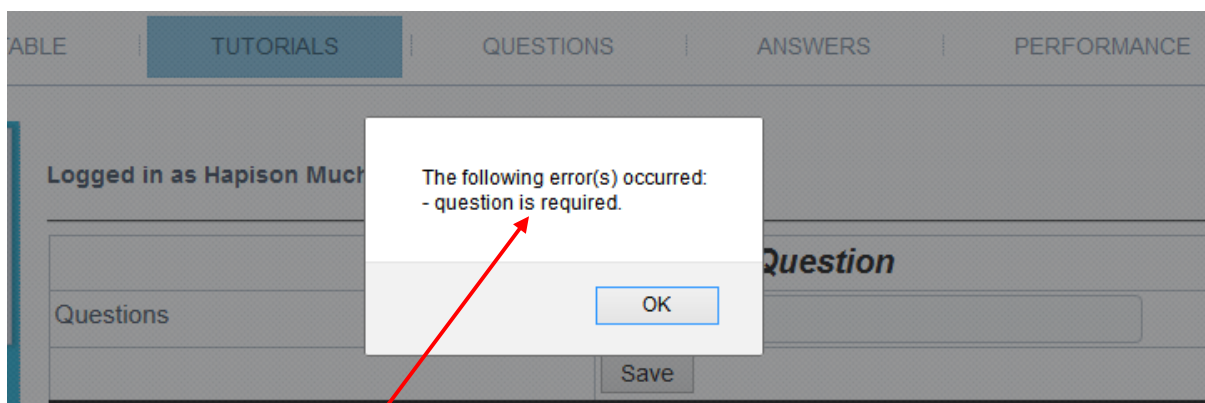 TABLE TUTORIALS QUESTIONS ANSWERS PERFORMANCE
Logged in as Hapison Much
The following error(s) occurred:
- question is required.
Question
OK
Questions
Save